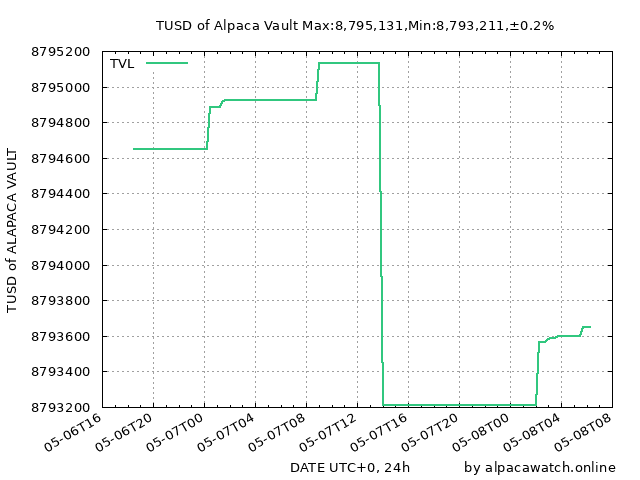 TUSD of Alpaca Vault Max:8,795,131,Min:8,793,211,±0.2%
TVL
8795200
8795000
8794800
8794600
8794400
8794200
8794000
8793800
8793600
8793400
8793200
TUSD of ALAPACA VAULT
05-06T16
05-06T20
05-07T00
05-07T04
05-07T08
05-07T12
05-07T16
05-07T20
05-08T00
05-08T04
05-08T08
DATE UTC+0, 24h
by alpacawatch.online